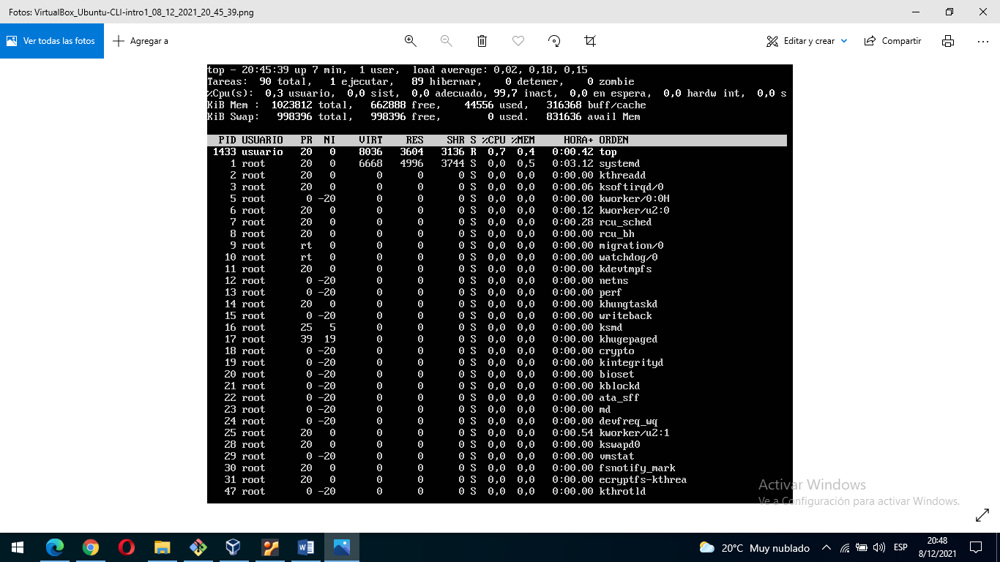 Fotos: VirtualBox_Ubuntu-CLI-intro1_08_12_2021_20_45_39.png
Ver todas las fotos Agregar a Editar y crear Compartir
top - 20:45:39 up 7 min,  1 user,  load average: 0,02, 0,18, 0,15
Tareas:  90 total,   1 ejecutar,  89 hibernar,   0 detener,   0 zombie
%Cpu(s):  0,3 usuario,  0,0 sist,  0,0 adecuado, 99,7 inact,  0,0 en espera,  0,0 hardw int,  0,0 s
KiB Mem :  1023812 total,   662888 free,    44556 used,   316368 buff/cache
KiB Swap:   998396 total,   998396 free,        0 used.   831636 avail Mem
PID USUARIO   PR  NI    VIRT    RES    SHR S %CPU %MEM     HORA+ ORDEN
1433 usuario   20   0    8036   3604   3136 R  0,7  0,4   0:00.42 top
1 root      20   0    6668   4996   3744 S  0,0  0,5   0:03.12 systemd
2 root      20   0       0      0      0 S  0,0  0,0   0:00.00 kthreadd
3 root      20   0       0      0      0 S  0,0  0,0   0:00.06 ksoftirqd/0
5 root       0 -20       0      0      0 S  0,0  0,0   0:00.00 kworker/0:0H
6 root      20   0       0      0      0 S  0,0  0,0   0:00.12 kworker/u2:0
7 root      20   0       0      0      0 S  0,0  0,0   0:00.28 rcu_sched
8 root      20   0       0      0      0 S  0,0  0,0   0:00.00 rcu_bh
9 root      rt   0       0      0      0 S  0,0  0,0   0:00.00 migration/0
10 root      rt   0       0      0      0 S  0,0  0,0   0:00.00 watchdog/0
11 root      20   0       0      0      0 S  0,0  0,0   0:00.00 kdevtmpfs
12 root       0 -20       0      0      0 S  0,0  0,0   0:00.00 netns
13 root       0 -20       0      0      0 S  0,0  0,0   0:00.00 perf
14 root      20   0       0      0      0 S  0,0  0,0   0:00.00 khungtaskd
15 root       0 -20       0      0      0 S  0,0  0,0   0:00.00 writeback
16 root      25   5       0      0      0 S  0,0  0,0   0:00.00 ksmd
17 root      39  19       0      0      0 S  0,0  0,0   0:00.00 khugepaged
18 root       0 -20       0      0      0 S  0,0  0,0   0:00.00 crypto
19 root       0 -20       0      0      0 S  0,0  0,0   0:00.00 kintegrityd
20 root       0 -20       0      0      0 S  0,0  0,0   0:00.00 bioset
21 root       0 -20       0      0      0 S  0,0  0,0   0:00.00 kblockd
22 root       0 -20       0      0      0 S  0,0  0,0   0:00.00 ata_sff
23 root       0 -20       0      0      0 S  0,0  0,0   0:00.00 md
24 root       0 -20       0      0      0 S  0,0  0,0   0:00.00 devfreq_wq
25 root      20   0       0      0      0 S  0,0  0,0   0:00.54 kworker/u2:1
28 root      20   0       0      0      0 S  0,0  0,0   0:00.00 kswapd0
29 root       0 -20       0      0      0 S  0,0  0,0   0:00.00 vmstat
30 root      20   0       0      0      0 S  0,0  0,0   0:00.00 fsnotify_mark
31 root      20   0       0      0      0 S  0,0  0,0   0:00.00 ecryptfs-kthrea
47 root       0 -20       0      0      0 S  0,0  0,0   0:00.00 kthrotld
Activar Windows
Ve a Configuración para activar Windows.
20°C Muy nublado ESP 20:48
8/12/2021